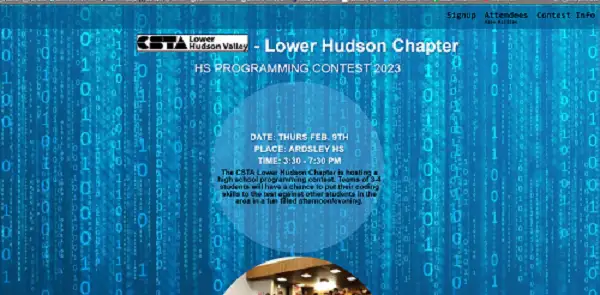 Signup Attendees Contest Info
CSTA Lower
Hudson Valley - Lower Hudson Chapter
HS PROGRAMMING CONTEST 2023
DATE: THURS FEB. 9TH
PLACE: ARDSLEY HS
TIME: 3:30 - 7:30 PM
The CSTA Lower Hudson Chapter is hosting a
high school programming contest. Teams of 3-4
students will have a chance to put their coding
skills to the test against other students in the
area in a fun filled afternoon/evening.